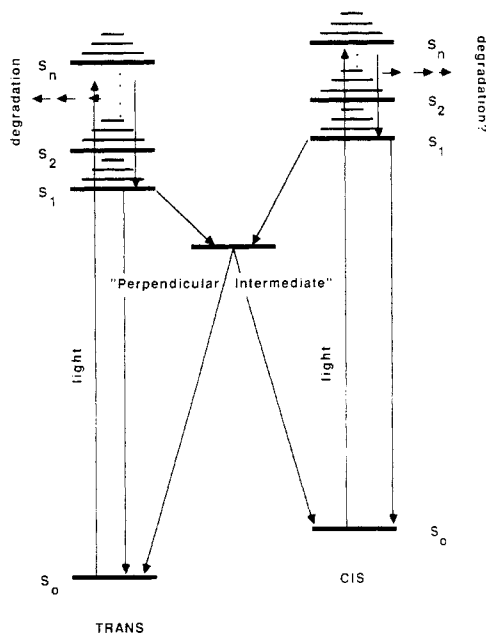 degradation
S n
S 2
S 1
light
S o
TRANS
"Perpendicular Intermediate"
degradation?
S n
S 2
S 1
light
S o
CIS